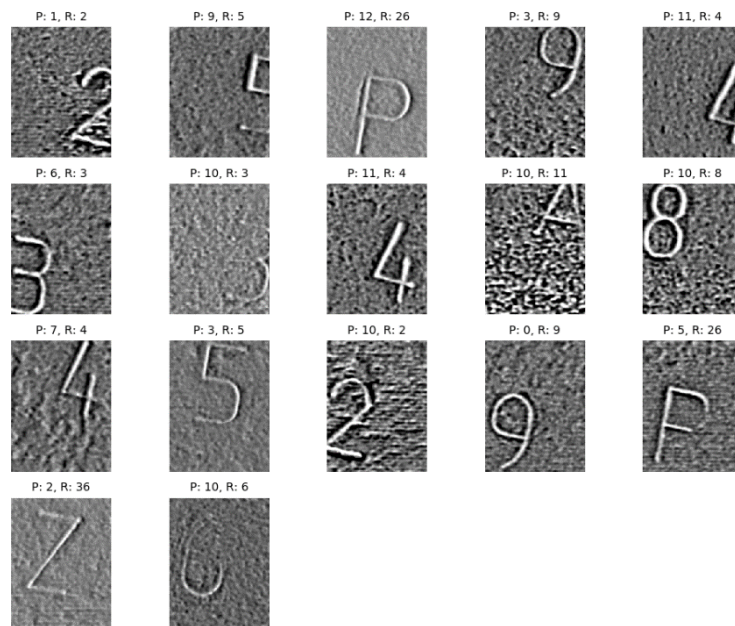 P: 1, R: 2 P: 9, R: 5 P: 12, R: 26 P: 3, R: 9 P: 11, R: 4
2 5 P 9 4
P: 6, R: 3 P: 10, R: 3 P: 11, R: 4 P: 10, R: 11 P: 10, R: 8
3 4 A 8
P: 7, R: 4 P: 3, R: 5 P: 10, R: 2 P: 0, R: 9 P: 5, R: 26
4 5 2 9
P: 2, R: 36 P: 10, R: 6
Z